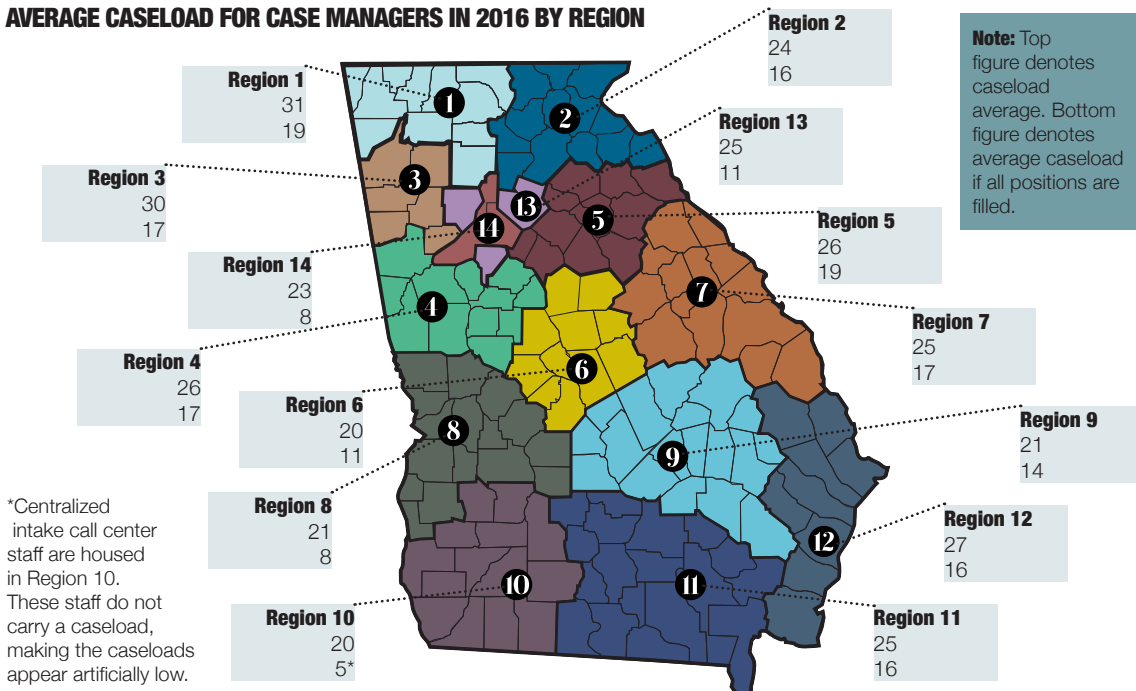 AVERAGE CASELOAD FOR CASE MANAGERS IN 2016 BY REGION
Region 2
24
16
Note: Top
figure denotes
caseload
average. Bottom
figure denotes
average caseload
if all positions are
filled.
Region 1
31
19
Region 13
25
11
Region 3
30
17
Region 5
26
19
Region 14
23
8
Region 7
25
17
Region 4
26
17
Region 6
20
11
Region 9
21
14
Region 8
21
8
Region 12
27
16
Region 10
20
5*
Region 11
25
16
*Centralized
intake call center
staff are housed
in Region 10.
These staff do not
carry a caseload,
making the caseloads
appear artificially low.
1
2
3
13
5
14
7
4
6
8
9
12
10
11